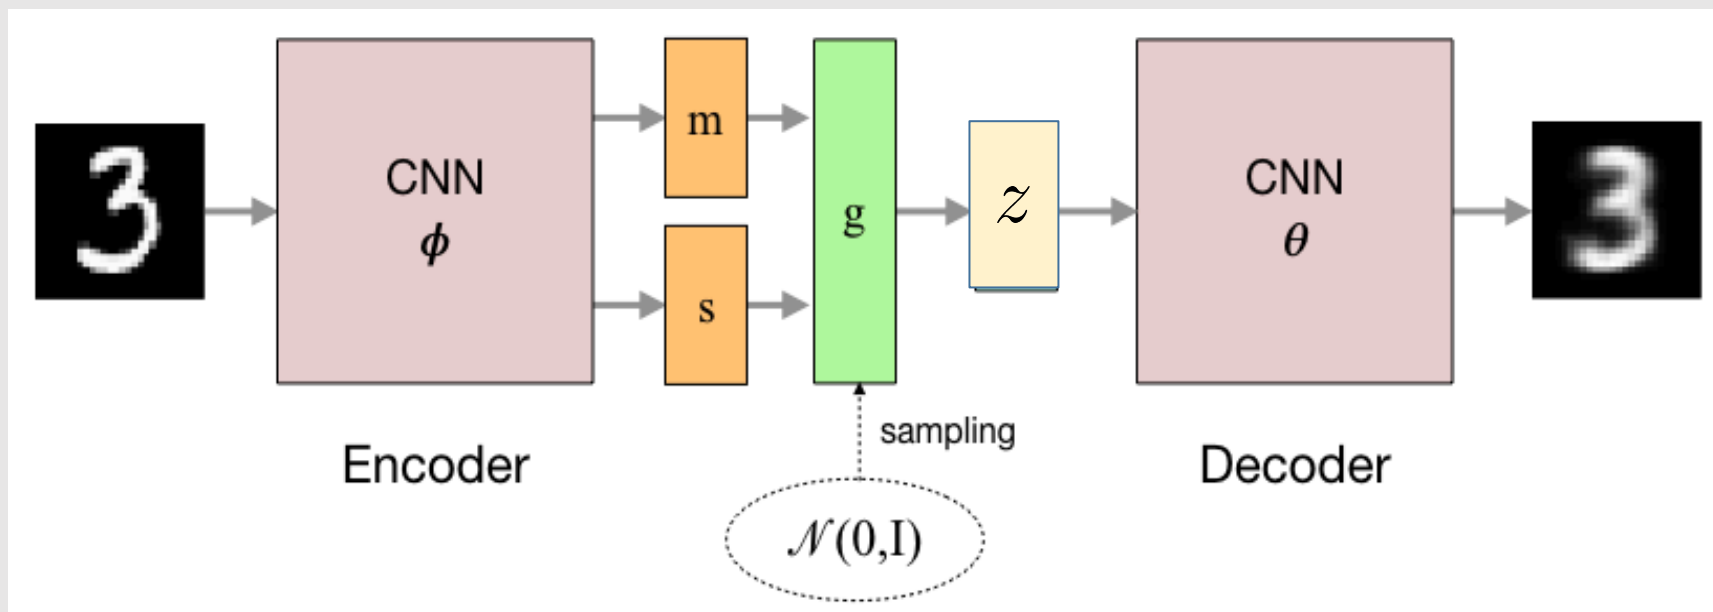 3
CNN
ϕ
m
s
g
z
CNN
θ
3
sampling
Encoder
Decoder
𝒩(0,I)